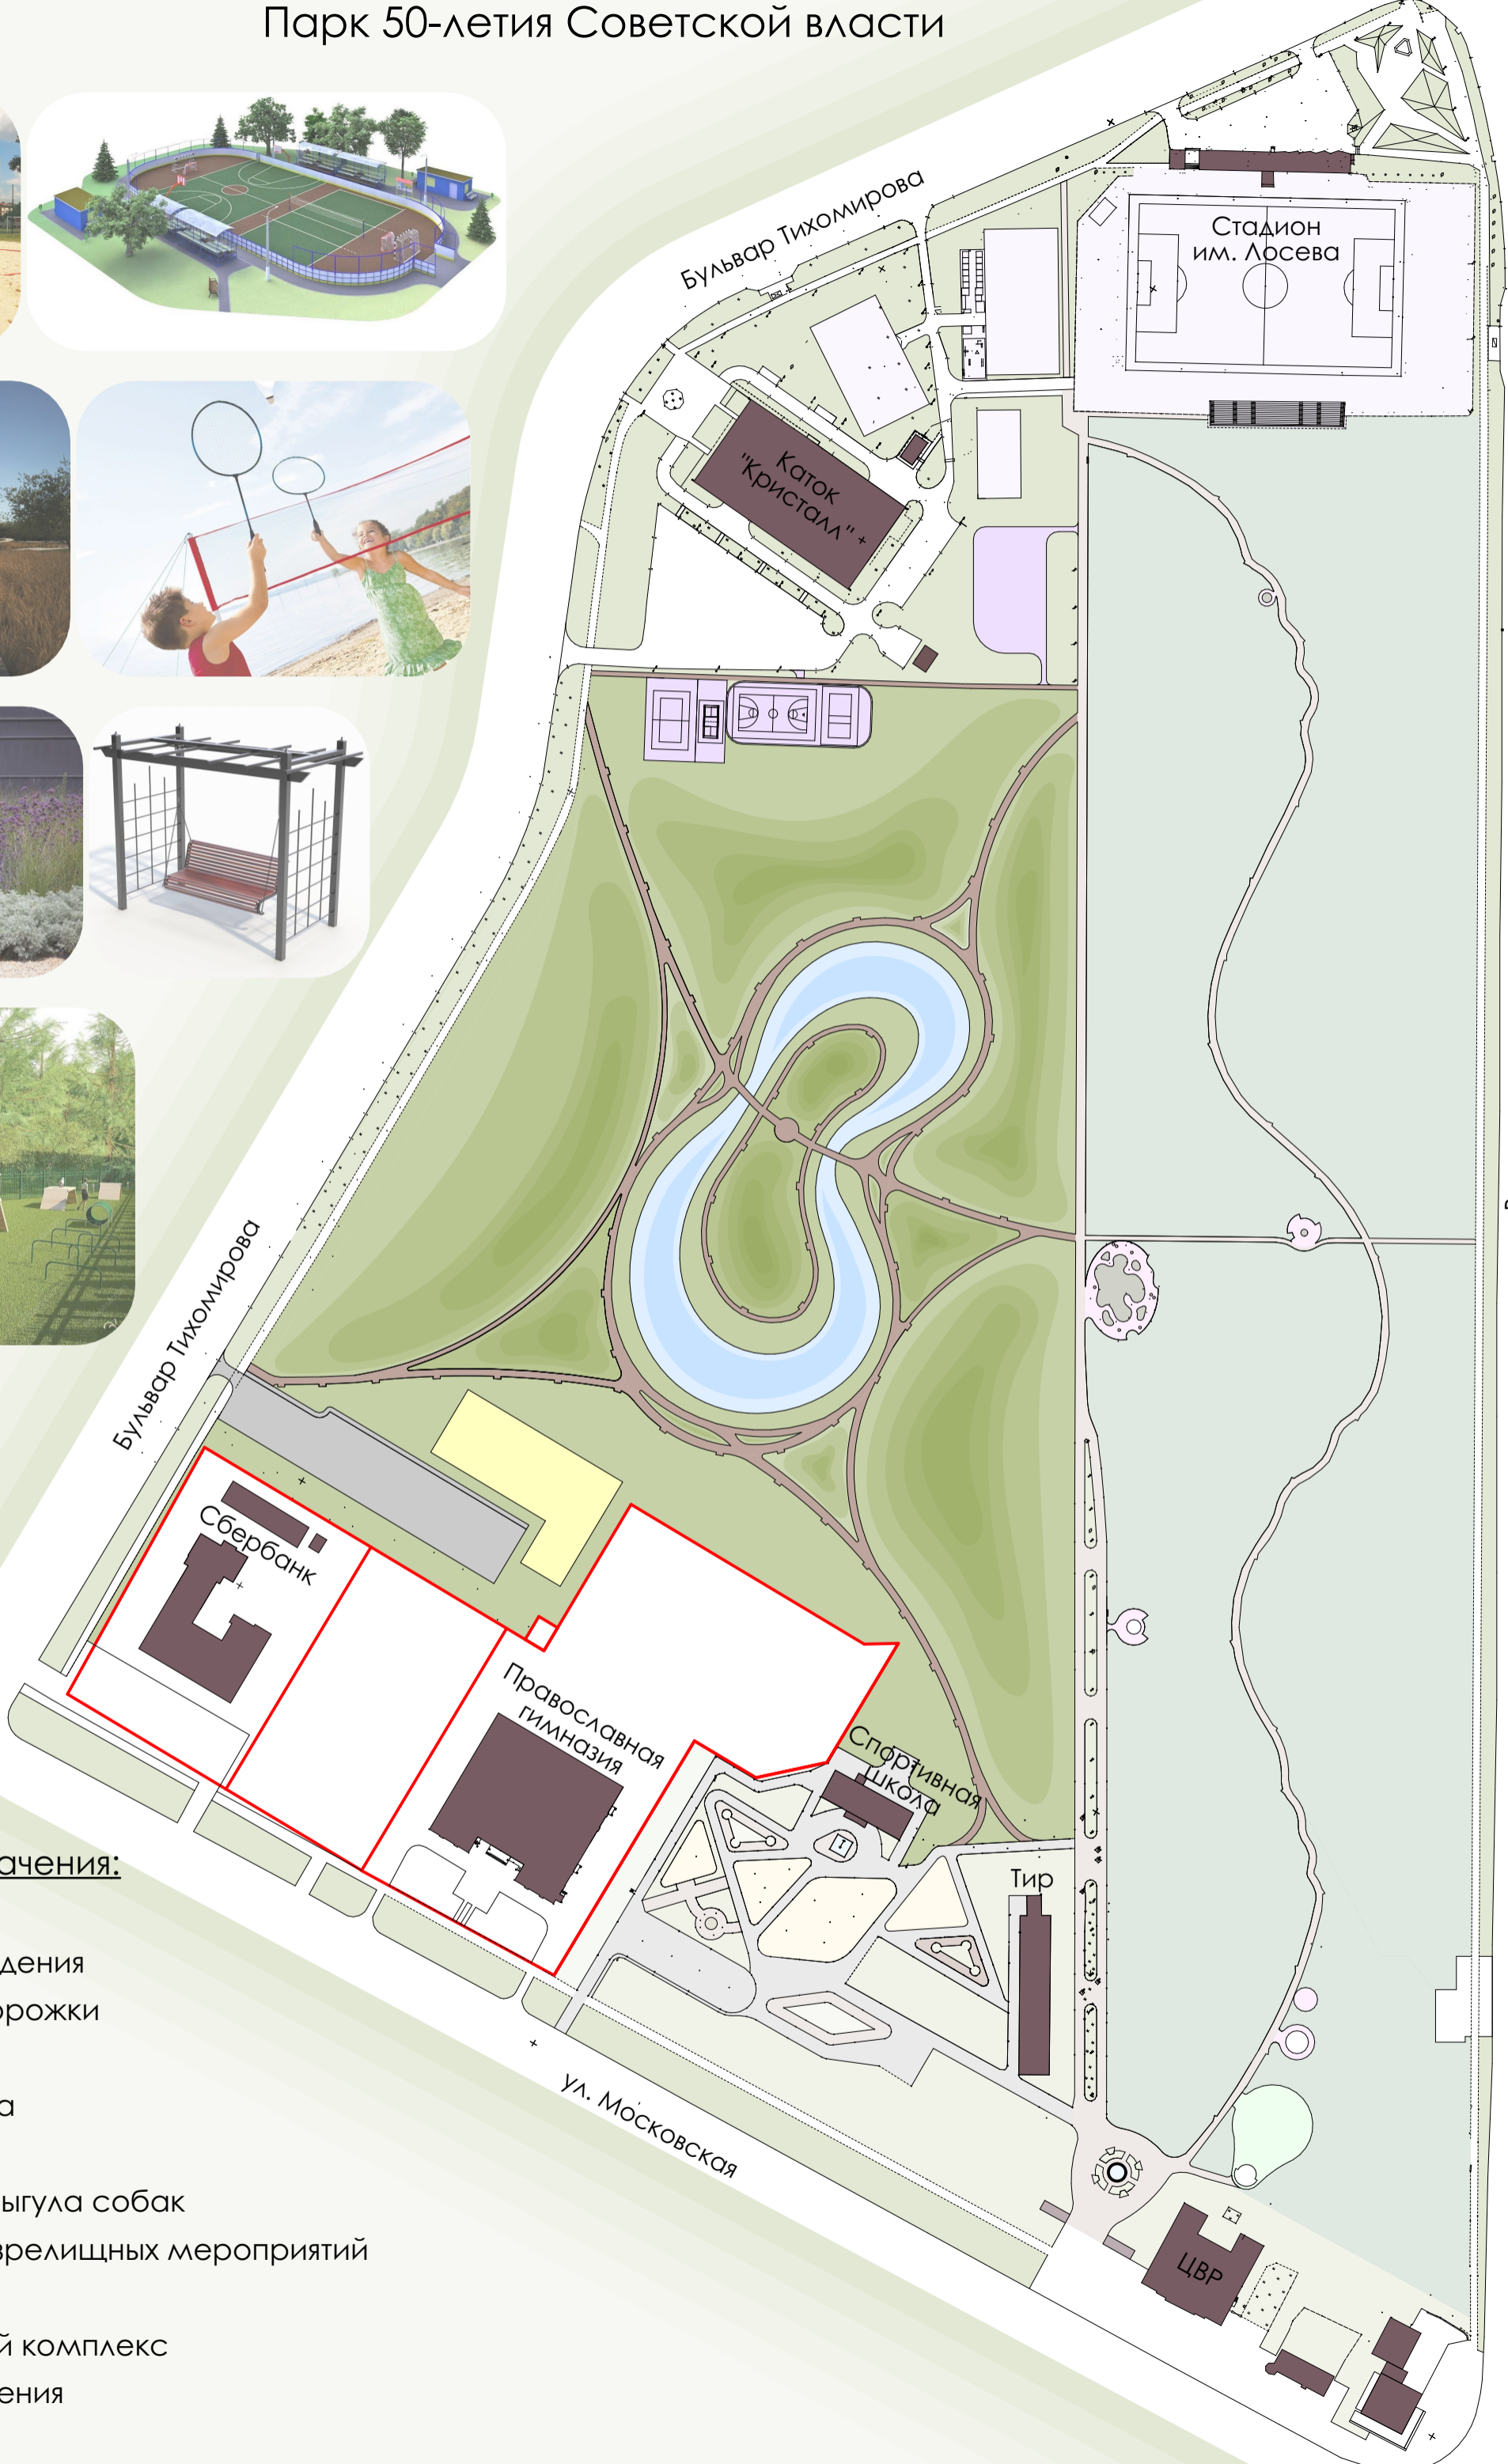 Парк 50-летия Советской власти
Бульвар Тихомирова
Стадион
им. Лосева
Каток
"Кристалл"
Бульвар Тихомирова
Сбербанк
Православная
гимназия
Спортивная
школа
Тир
ул. Московская
ЦВР
ачения:
дения
орожки
а
ыгула собак
зрелищных мероприятий
й комплекс
ения